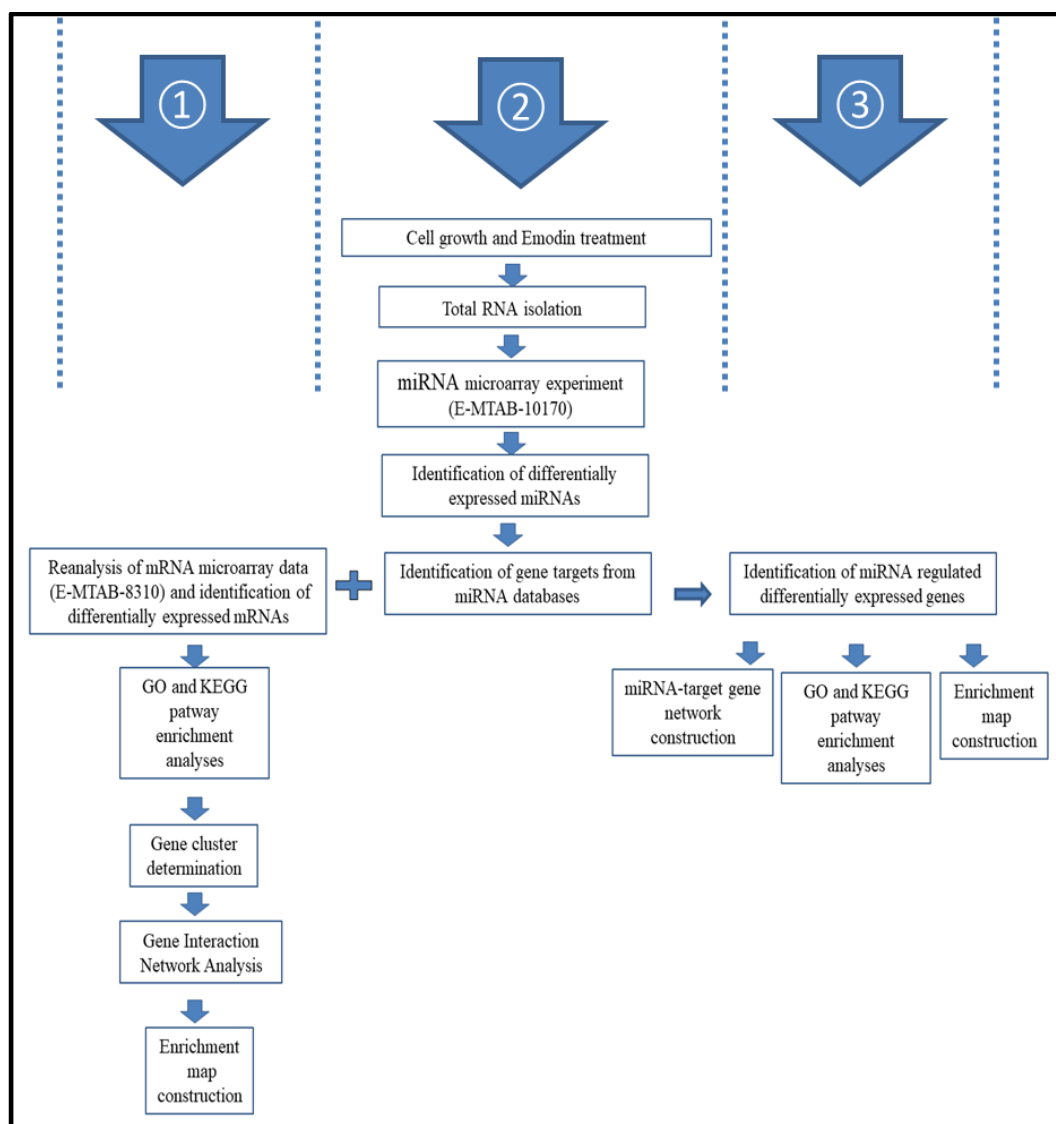 ①
②
③
Cell growth and Emodin treatment
Total RNA isolation
miRNA microarray experiment
(E-MTAB-10170)
Identification of differentially
expressed miRNAs
Reanalysis of mRNA microarray data
(E-MTAB-8310) and identification of
differentially expressed mRNAs
Identification of gene targets from
miRNA databases
Identification of miRNA regulated
differentially expressed genes
GO and KEGG
patway
enrichment
analyses
Gene cluster
determination
Gene Interaction
Network Analysis
Enrichment
map
construction
miRNA-target gene
network
construction
GO and KEGG
patway
enrichment
analyses
Enrichment
map
construction